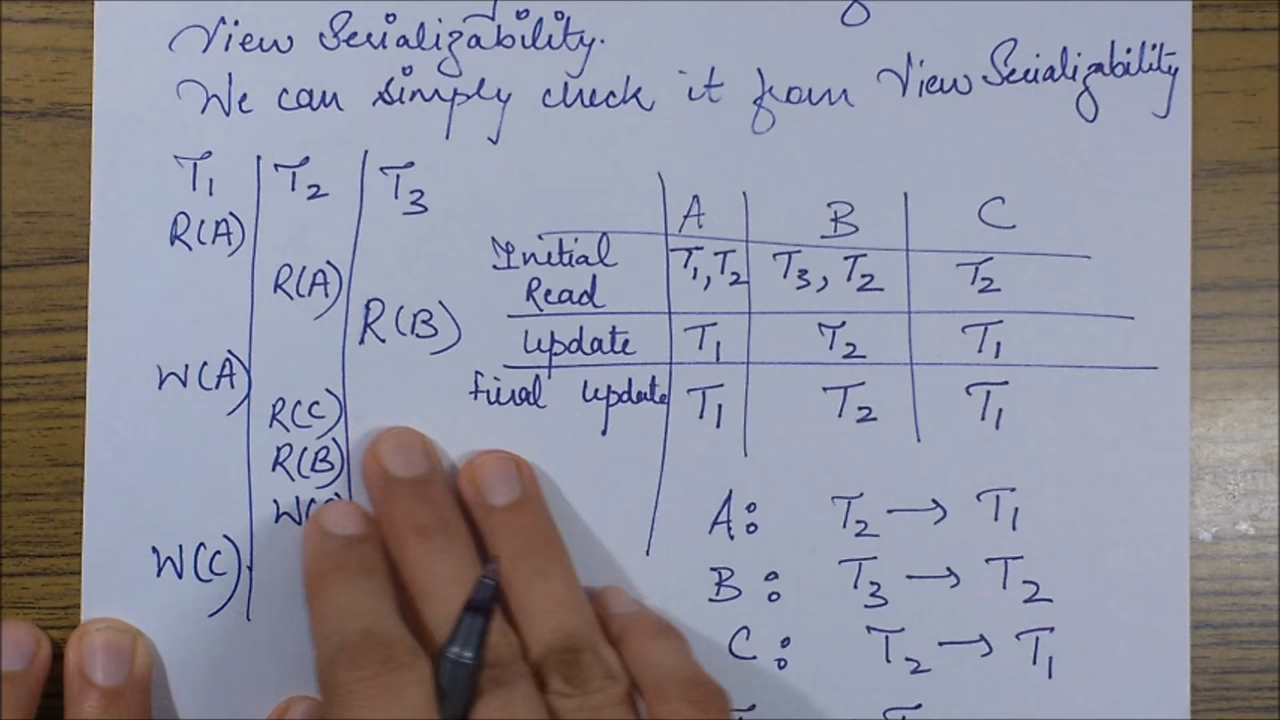 View Serializability.
We can simply check it from View Serializability
T1 T2 T3
R(A)
R(A)
R(B)
W(A)
R(C)
R(B)
W(
W(C)
A B C
Initial Read T1, T2 T3, T2 T2
Update T1 T2 T1
final update T1 T2 T1
A: T2 → T1
B: T3 → T2
C: T2 → T1